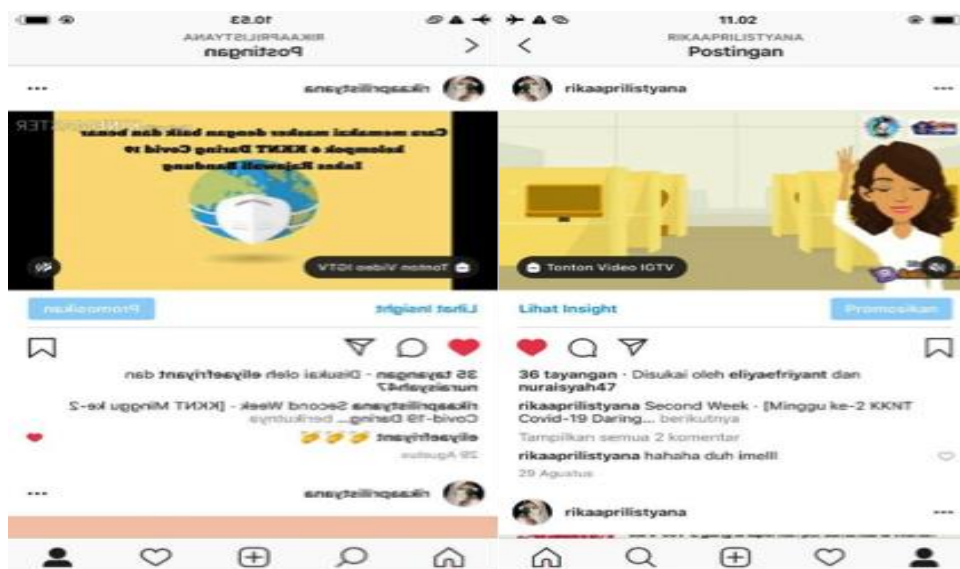 10.53
RIKAAPRILISTYANA
Postingan
rikaaprilistyana
Cara memakai masker dengan baik dan benar
kelompok 6 KKNT Daring Covid 19
Inkes Rajawali Bandung
Tonton Video IGTV
Lihat Insight
Promosikan
35 tayangan · Disukai oleh eliyaefriyant dan
nuraisyah47
rikaaprilistyana Second Week - [KKNT Minggu ke-2
Covid-19 Daring... berikutnya
eliyaefriyant
29 Agustus
rikaaprilistyana
11.02
RIKAAPRILISTYANA
Postingan
rikaaprilistyana
Tonton Video IGTV
Lihat Insight
Promosikan
36 tayangan · Disukai oleh eliyaefriyant dan
nuraisyah47
rikaaprilistyana Second Week - [Minggu ke-2 KKNT
Covid-19 Daring... berikutnya
Tampilkan semua 2 komentar
rikaaprilistyana hahaha duh imelll
29 Agustus
rikaaprilistyana